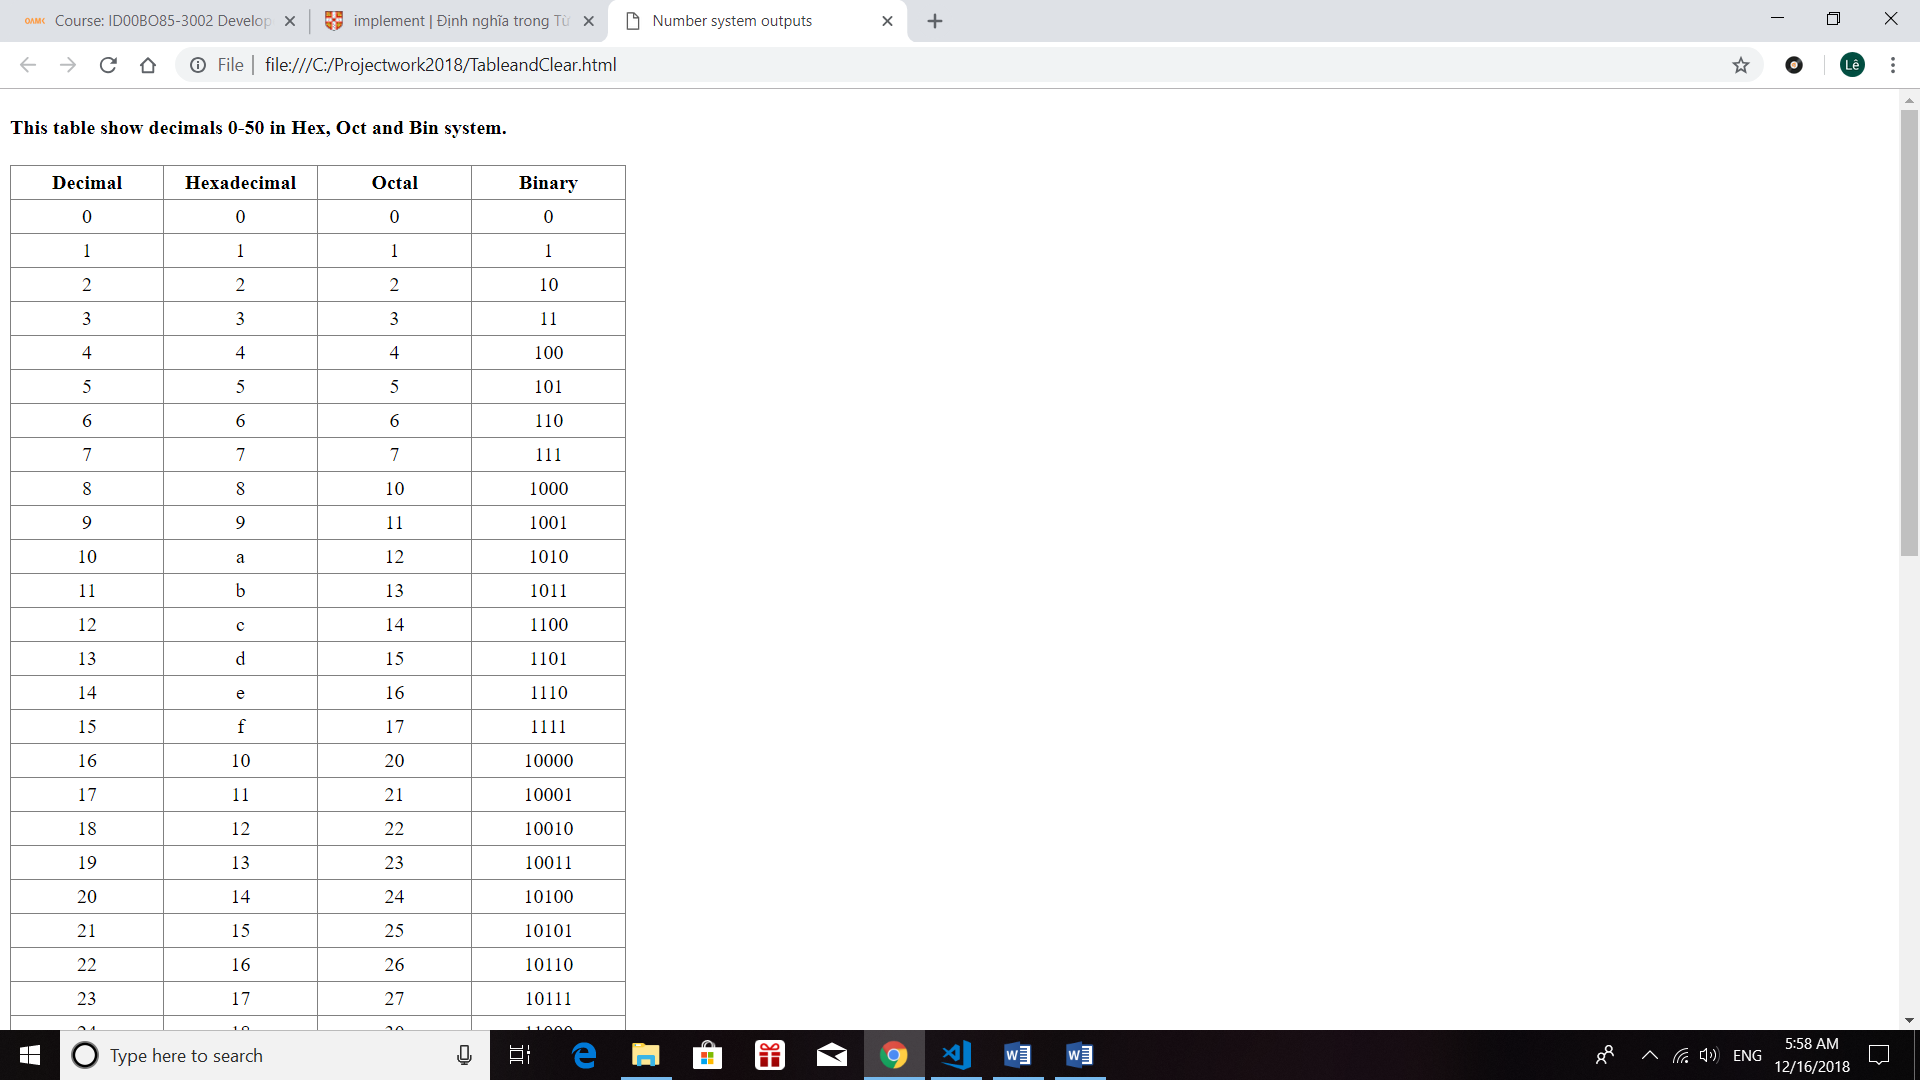 OAMK Course: ID00BO85-3002 Develop
implement | Định nghĩa trong Từ
Number system outputs
File | file:///C:/Projectwork2018/TableandClear.html
Lê
This table show decimals 0-50 in Hex, Oct and Bin system.
Decimal Hexadecimal Octal Binary
0 0 0 0
1 1 1 1
2 2 2 10
3 3 3 11
4 4 4 100
5 5 5 101
6 6 6 110
7 7 7 111
8 8 10 1000
9 9 11 1001
10 a 12 1010
11 b 13 1011
12 c 14 1100
13 d 15 1101
14 e 16 1110
15 f 17 1111
16 10 20 10000
17 11 21 10001
18 12 22 10010
19 13 23 10011
20 14 24 10100
21 15 25 10101
22 16 26 10110
23 17 27 10111
24 18 30 11000
Type here to search
ENG
5:58 AM
12/16/2018